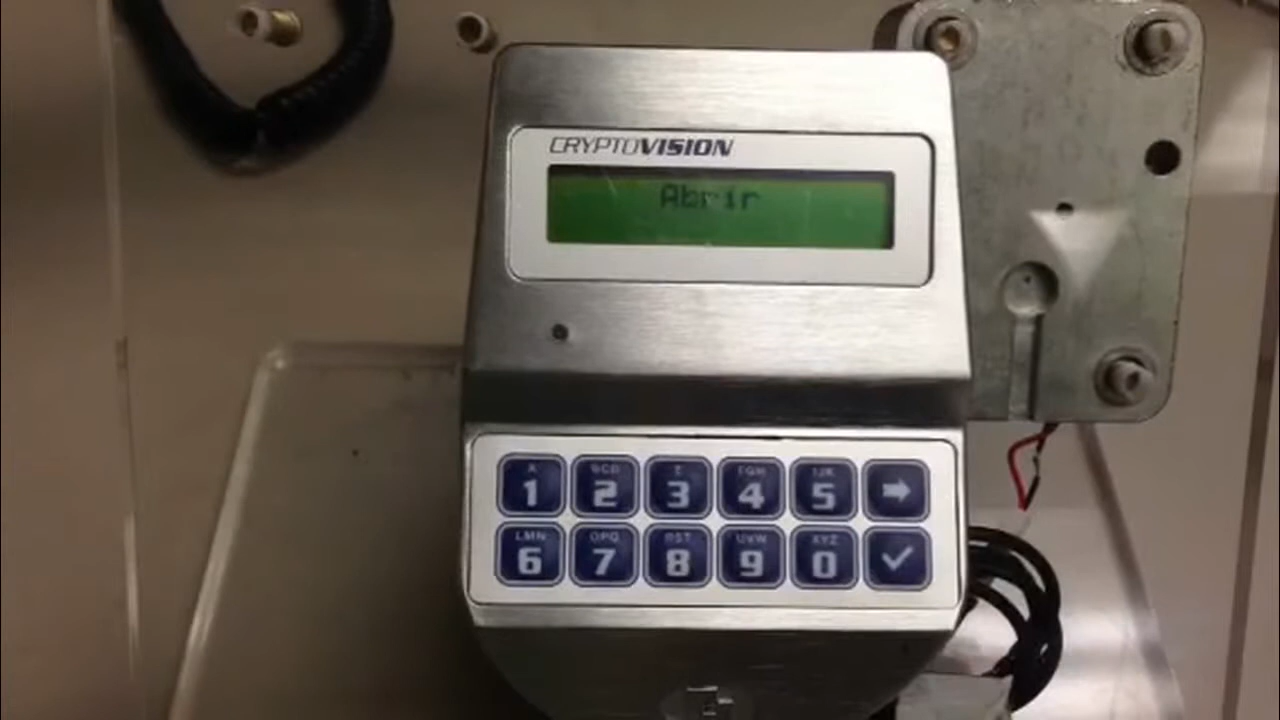 CRYPTOVISION
Abrir
A BCD E FGH IJK
1 2 3 4 5
LMN OPQ RST UVW XYZ
6 7 8 9 0